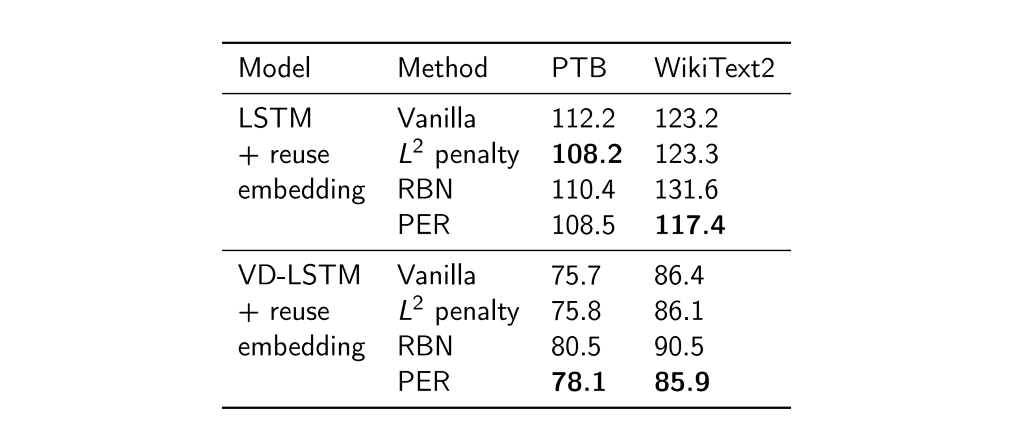 Model Method PTB WikiText2
LSTM Vanilla 112.2 123.2
+ reuse L² penalty 108.2 123.3
embedding RBN 110.4 131.6
PER 108.5 117.4
VD-LSTM Vanilla 75.7 86.4
+ reuse L² penalty 75.8 86.1
embedding RBN 80.5 90.5
PER 78.1 85.9